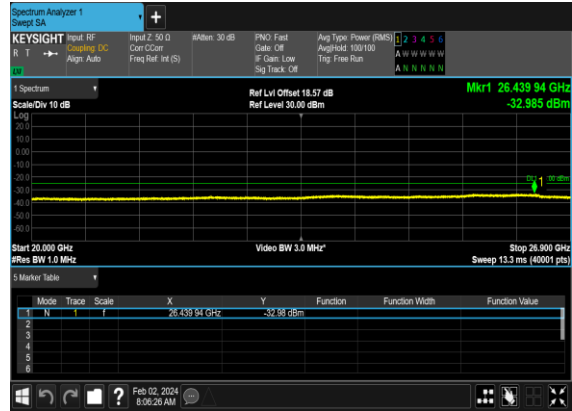 Spectrum Analyzer 1
Swept SA
+
KEYSIGHT Input: RF Input Z: 50 Ω #Atten: 30 dB PNO: Fast Avg Type: Power (RMS) 1 2 3 4 5 6
R T Coupling: DC Corr CCorr Gate: Off Avg|Hold: 100/100 A W W W W W
Align: Auto Freq Ref: Int (S) IF Gain: Low Trig: Free Run
Sig Track: Off A N N N N N
1 Spectrum Ref Lvl Offset 18.57 dB Mkr1 26.439 94 GHz
Scale/Div 10 dB Ref Level 30.00 dBm -32.985 dBm
Log
20.0
10.0
0.00
-10.0
-20.0
-30.0
-40.0
-50.0
-60.0
1
Start 20.000 GHz Video BW 3.0 MHz* Stop 26.900 GHz
#Res BW 1.0 MHz Sweep 13.3 ms (40001 pts)
5 Marker Table
Mode Trace Scale X Y Function Function Width Function Value
1 N 1 f 26.439 94 GHz -32.98 dBm
2
3
4
5
6
? Feb 02, 2024
8:06:26 AM